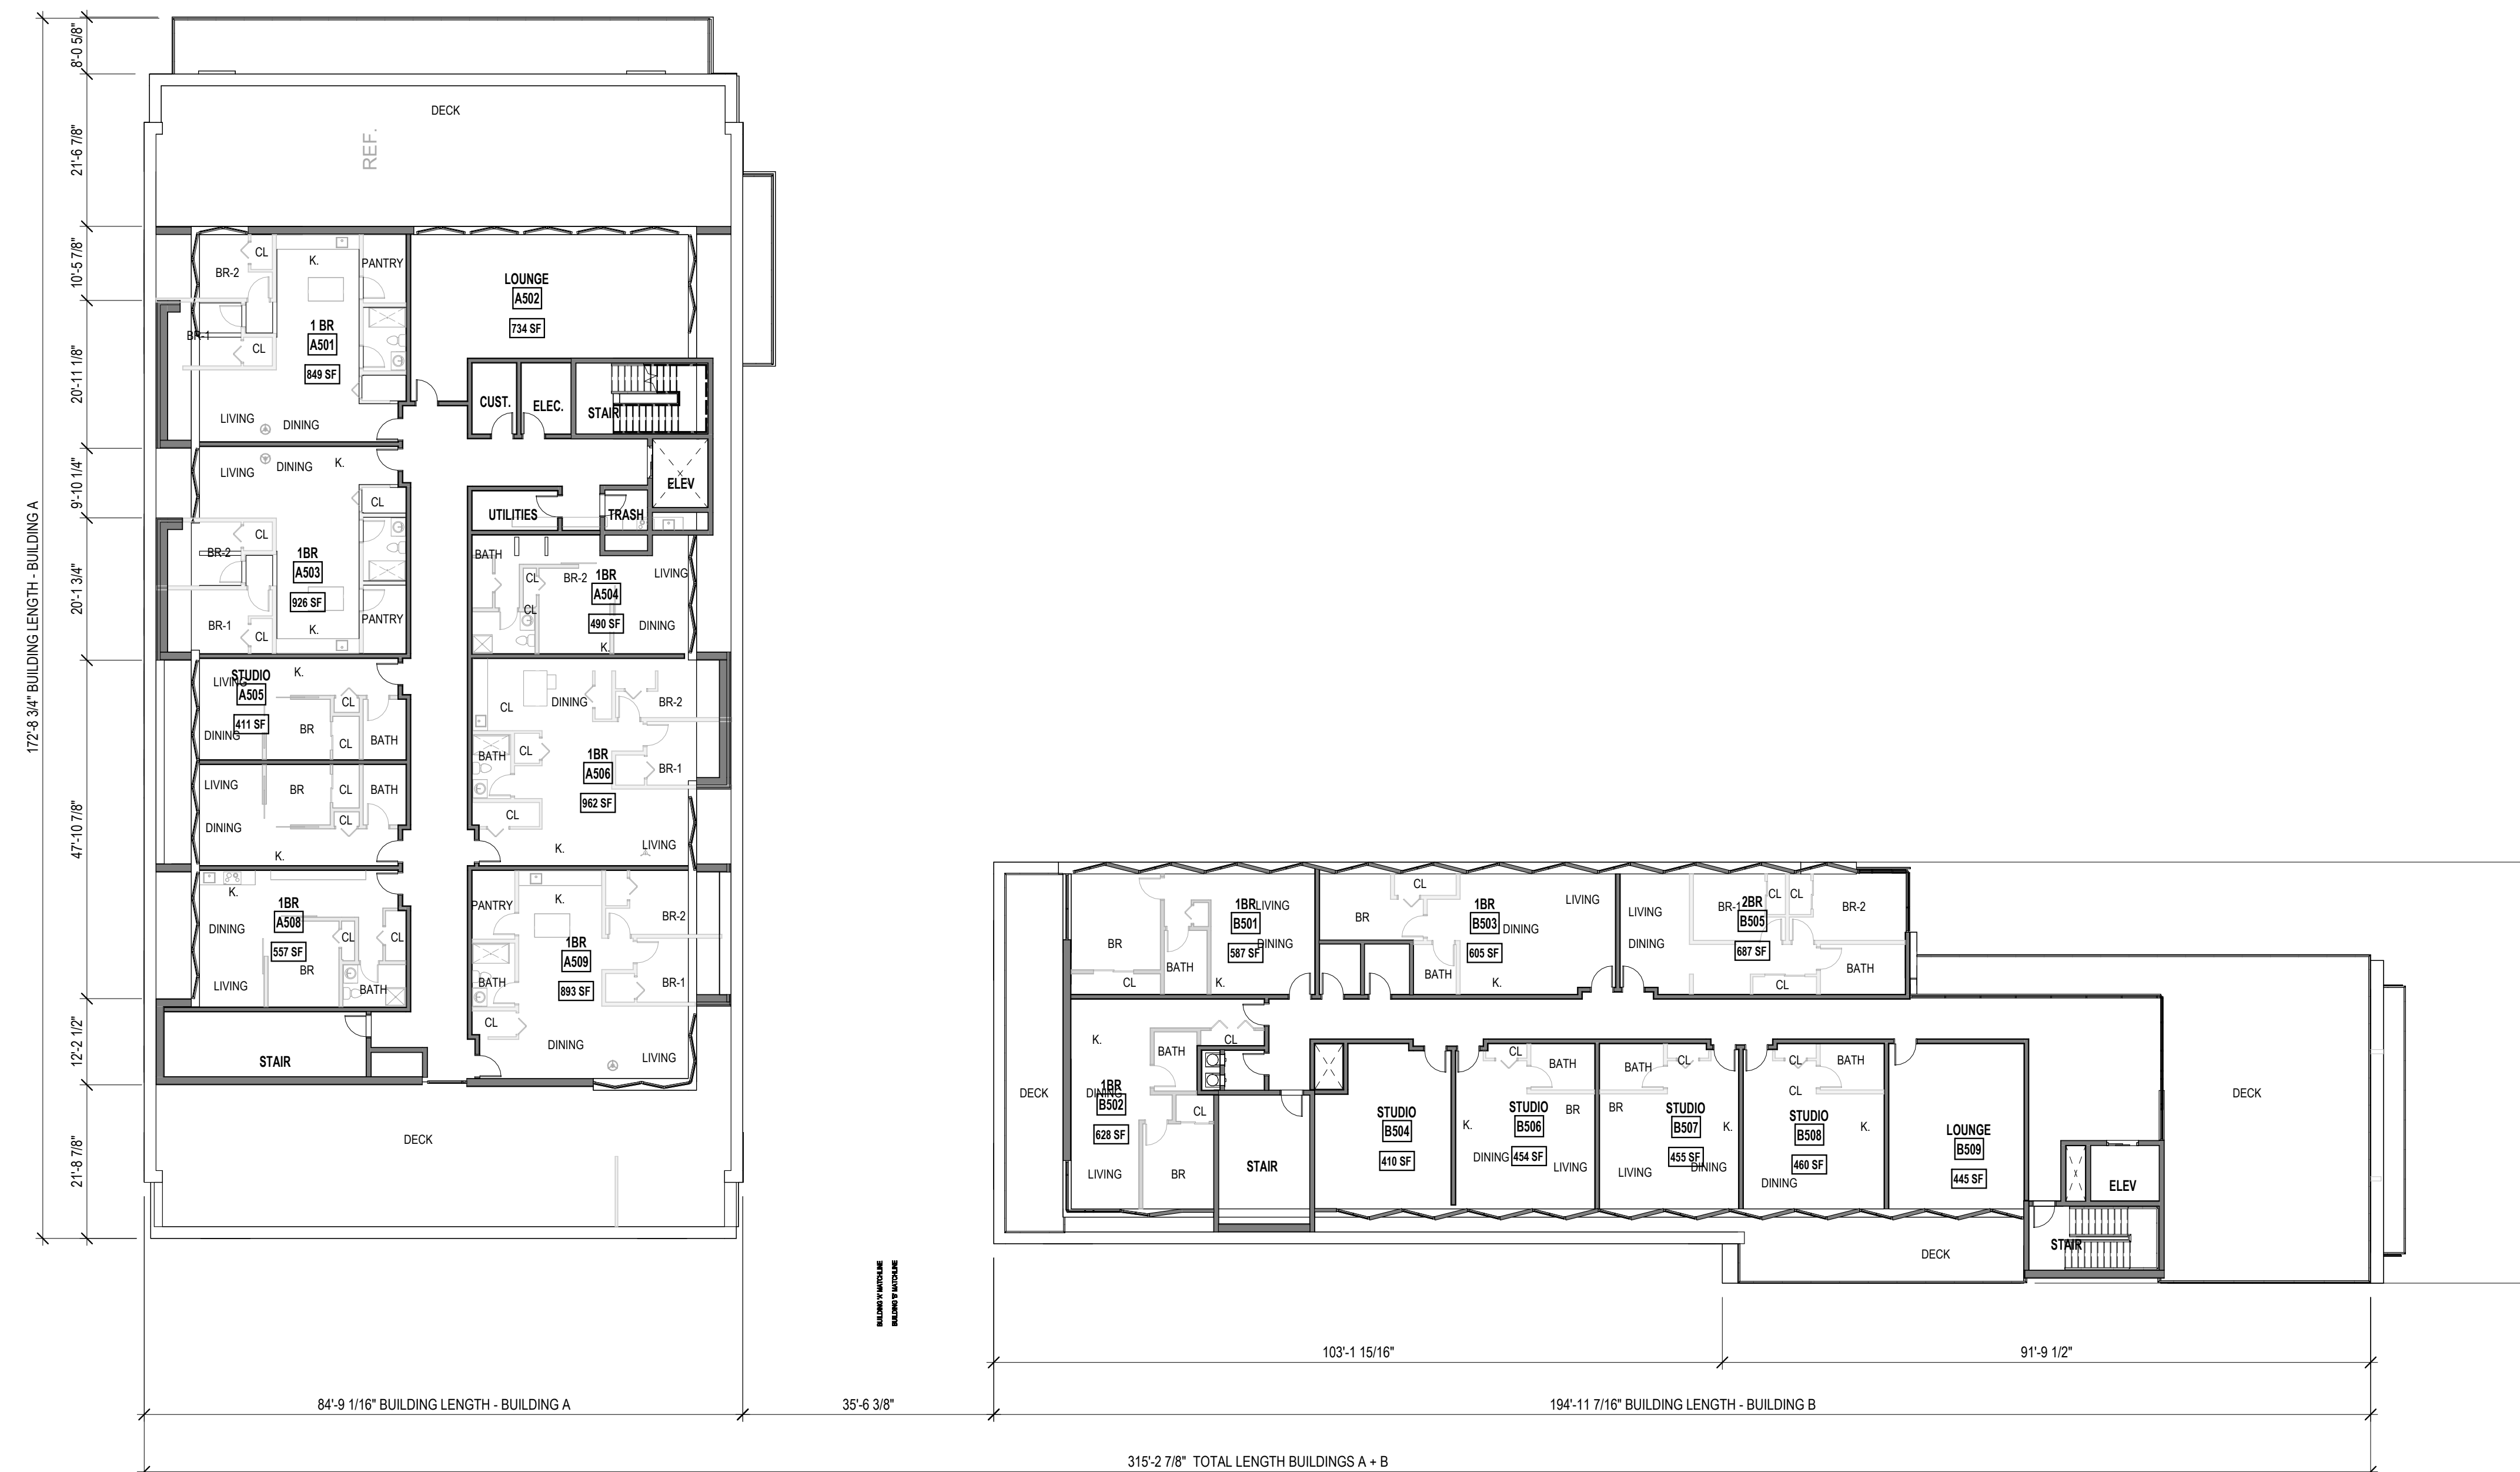 172'-8 3/4" BUILDING LENGTH - BUILDING A
8'-0 5/8"
21'-6 7/8"
10'-5 7/8"
20'-11 1/8"
9'-10 1/4"
20'-1 3/4"
47'-10 7/8"
12'-2 1/2"
21'-8 7/8"
DECK
REF.
BR-2
CL
K.
PANTRY
BR-1
CL
1 BR
A501
849 SF
LIVING
DINING
LOUNGE
A502
734 SF
CUST.
ELEC.
STAIR
ELEV
UTILITIES
TRASH
LIVING
DINING
K.
CL
CL
BR-2
1BR
A503
926 SF
BR-1
CL
K.
PANTRY
BATH
CL
BR-2
CL
1BR
A504
490 SF
LIVING
DINING
K.
STUDIO
LIVING
A505
411 SF
DINING
K.
CL
BR
CL
BATH
CL
DINING
BR-2
BATH
CL
1BR
A506
962 SF
BR-1
CL
K.
LIVING
LIVING
BR
CL
BATH
DINING
CL
K.
K.
1BR
A508
557 SF
DINING
CL
CL
BR
LIVING
BATH
PANTRY
K.
BR-2
1BR
A509
893 SF
BATH
BR-1
CL
DINING
LIVING
STAIR
DECK
BUILDING 'A' MATCHLINE
BUILDING 'B' MATCHLINE
DECK
BR
CL
BATH
1BR
LIVING
B501
587 SF
DINING
K.
CL
BR
1BR
B503
605 SF
LIVING
DINING
BATH
K.
LIVING
DINING
BR-1
CL
CL
2BR
B505
687 SF
BR-2
BATH
CL
K.
BATH
CL
1BR
DINING
B502
628 SF
CL
LIVING
BR
STAIR
STUDIO
B504
410 SF
CL
BATH
STUDIO
B506
454 SF
BR
K.
DINING
LIVING
BATH
CL
BR
STUDIO
B507
455 SF
K.
LIVING
DINING
CL
BATH
CL
STUDIO
B508
460 SF
K.
DINING
LOUNGE
B509
445 SF
ELEV
STAIR
DECK
DECK
103'-1 15/16"
91'-9 1/2"
84'-9 1/16" BUILDING LENGTH - BUILDING A
35'-6 3/8"
194'-11 7/16" BUILDING LENGTH - BUILDING B
315'-2 7/8" TOTAL LENGTH BUILDINGS A + B